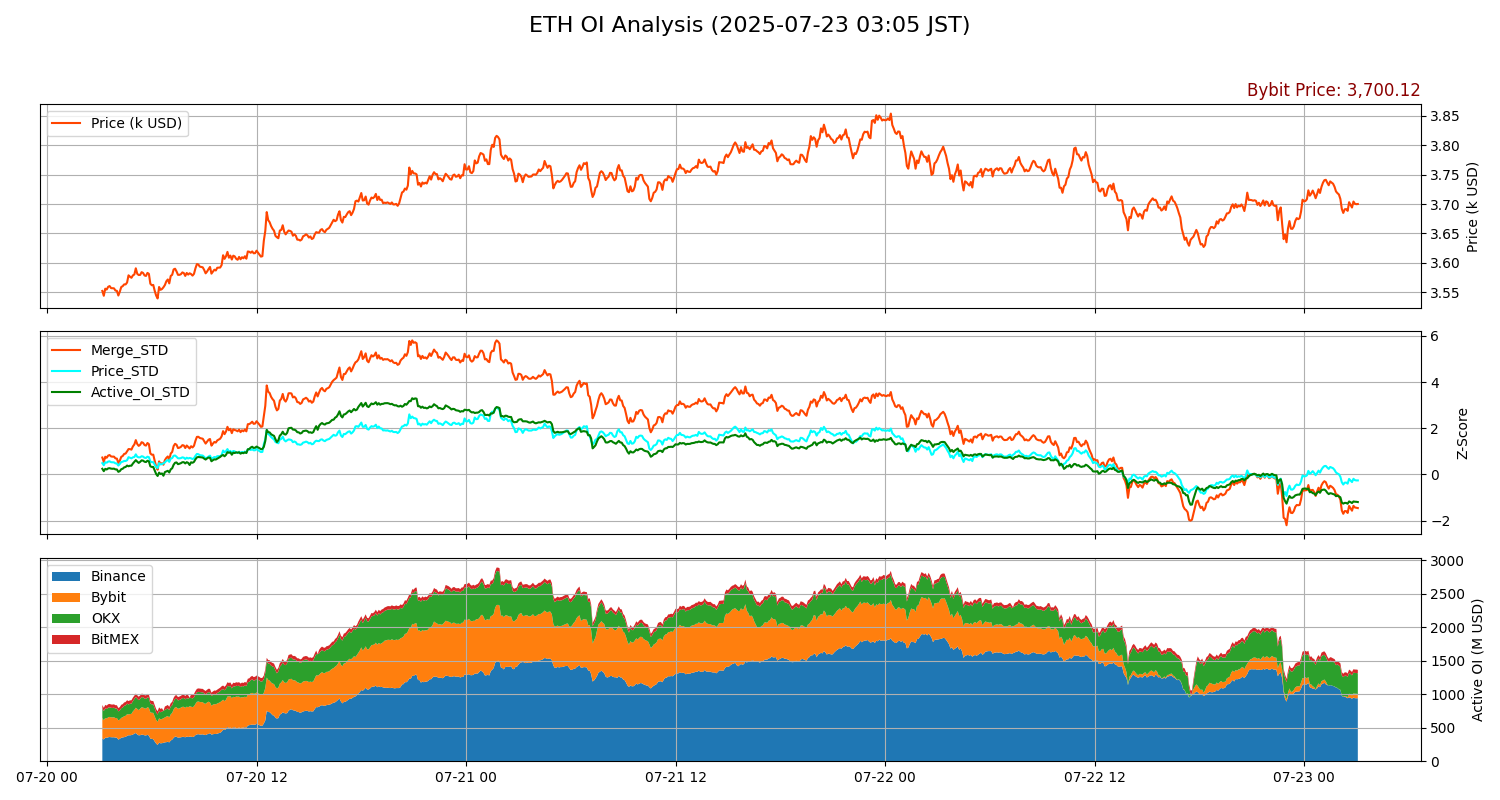 ETH OI Analysis (2025-07-23 03:05 JST)
Bybit Price: 3,700.12
Price (k USD)
3.85
3.80
3.75
3.70
3.65
3.60
3.55
Price (k USD)
Merge_STD
Price_STD
Active_OI_STD
6
4
2
0
−2
Z-Score
Binance
Bybit
OKX
BitMEX
3000
2500
2000
1500
1000
500
0
Active OI (M USD)
07-20 00
07-20 12
07-21 00
07-21 12
07-22 00
07-22 12
07-23 00